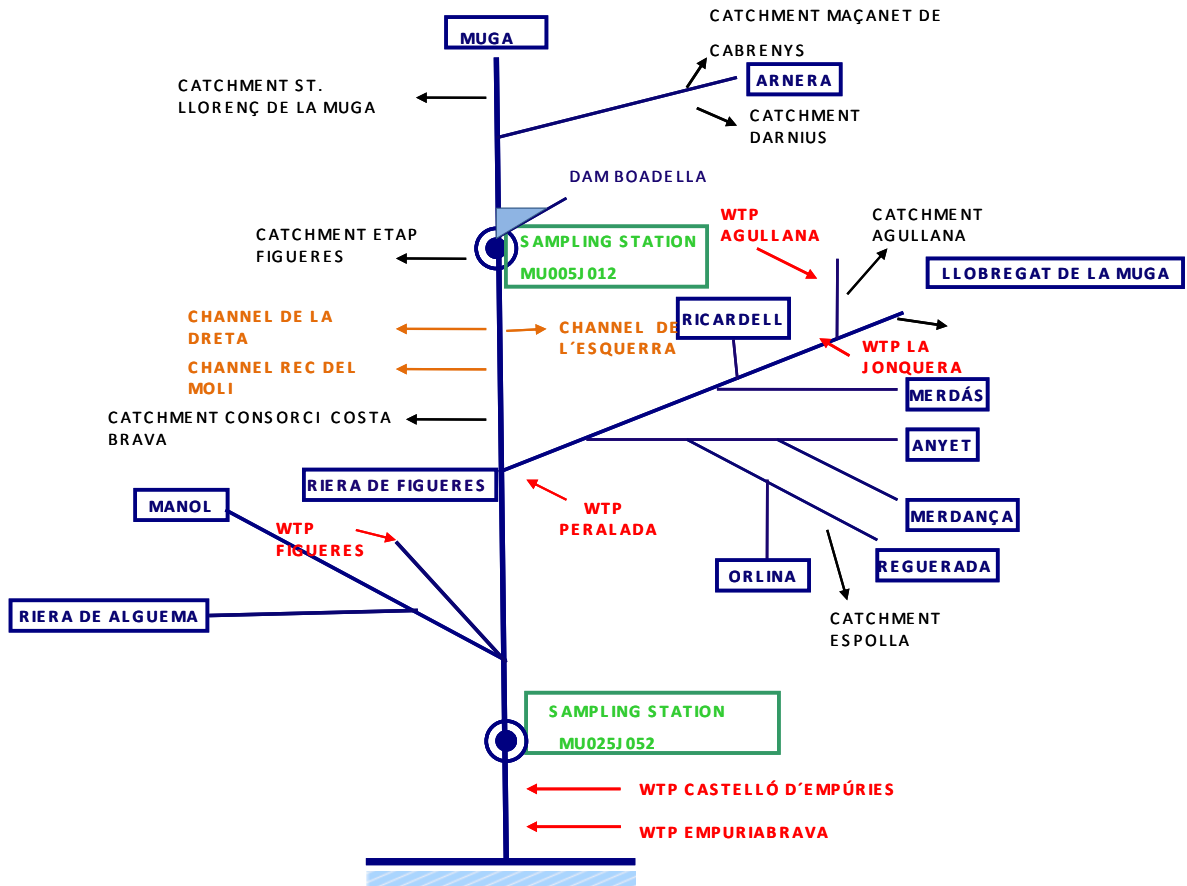 CATCHMENT MAÇANET DE
CABRENYS
MUGA
ARNERA
CATCHMENT ST.
LLORENÇ DE LA MUGA
CATCHMENT
DARNIUS
DAM BOADELLA
WTP
AGULLANA
CATCHMENT
AGULLANA
CATCHMENT ETAP
FIGUERES
SAMPLING STATION
MU005J012
LLOBREGAT DE LA MUGA
CHANNEL DE LA
DRETA
CHANNEL DE
L´ESQUERRA
RICARDELL
WTP LA
JONQUERA
CHANNEL REC DEL
MOLI
MERDÁS
CATCHMENT CONSORCI COSTA
BRAVA
ANYET
RIERA DE FIGUERES
MANOL
WTP
FIGUERES
WTP
PERALADA
MERDANÇA
REGUERADA
ORLINA
RIERA DE ALGUEMA
CATCHMENT
ESPOLLA
SAMPLING STATION
MU025J052
WTP CASTELLÓ D´EMPÚRIES
WTP EMPURIABRAVA